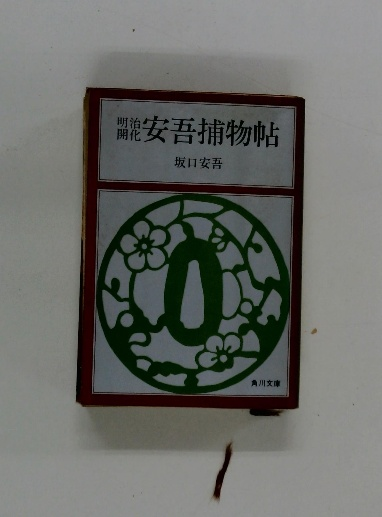 明治
開化
安吾捕物帖
坂口安吾
角川文庫